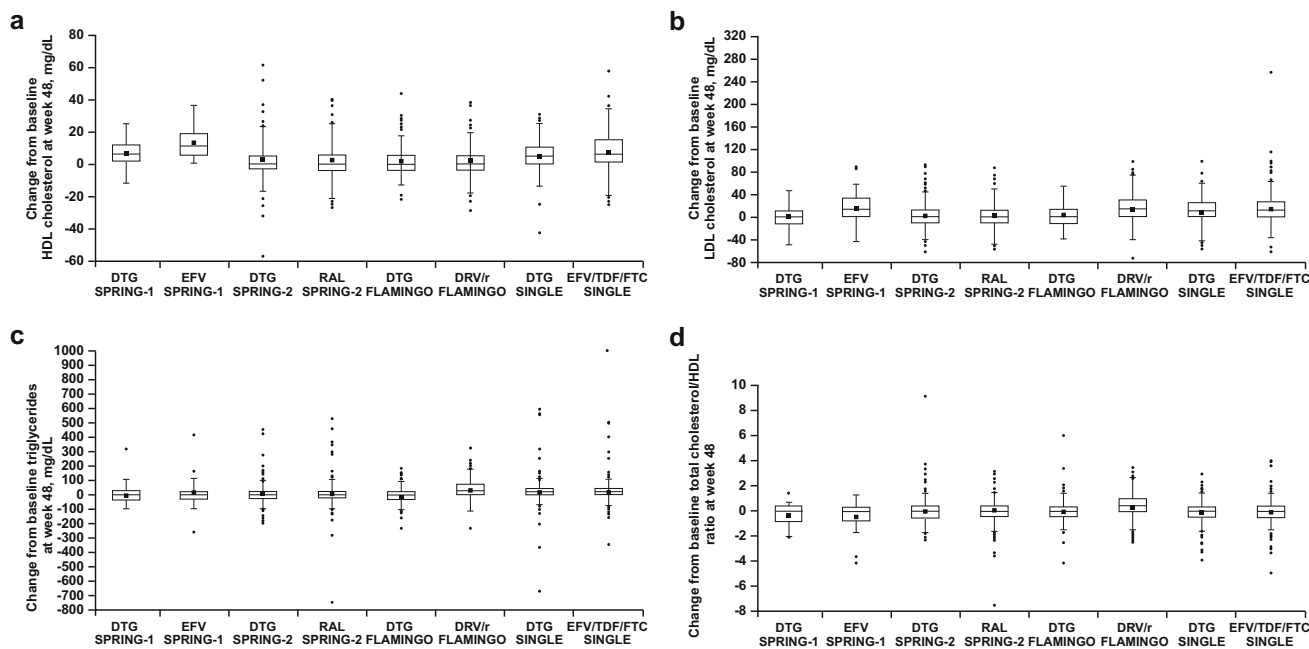 a
Change from baseline
HDL cholesterol at week 48, mg/dL
80
60
40
20
0
-20
-40
-60
DTG EFV DTG RAL DTG DRV/r DTG EFV/TDF/FTC
SPRING-1 SPRING-1 SPRING-2 SPRING-2 FLAMINGO FLAMINGO SINGLE SINGLE
b
Change from baseline
LDL cholesterol at week 48, mg/dL
320
280
240
200
160
120
80
40
0
-40
-80
DTG EFV DTG RAL DTG DRV/r DTG EFV/TDF/FTC
SPRING-1 SPRING-1 SPRING-2 SPRING-2 FLAMINGO FLAMINGO SINGLE SINGLE
c
Change from baseline triglycerides
at week 48, mg/dL
1000
900
800
700
600
500
400
300
200
100
0
-100
-200
-300
-400
-500
-600
-700
-800
DTG EFV DTG RAL DTG DRV/r DTG EFV/TDF/FTC
SPRING-1 SPRING-1 SPRING-2 SPRING-2 FLAMINGO FLAMINGO SINGLE SINGLE
d
Change from baseline total cholesterol/HDL
ratio at week 48
10
8
6
4
2
0
-2
-4
-6
-8
DTG EFV DTG RAL DTG DRV/r DTG EFV/TDF/FTC
SPRING-1 SPRING-1 SPRING-2 SPRING-2 FLAMINGO FLAMINGO SINGLE SINGLE